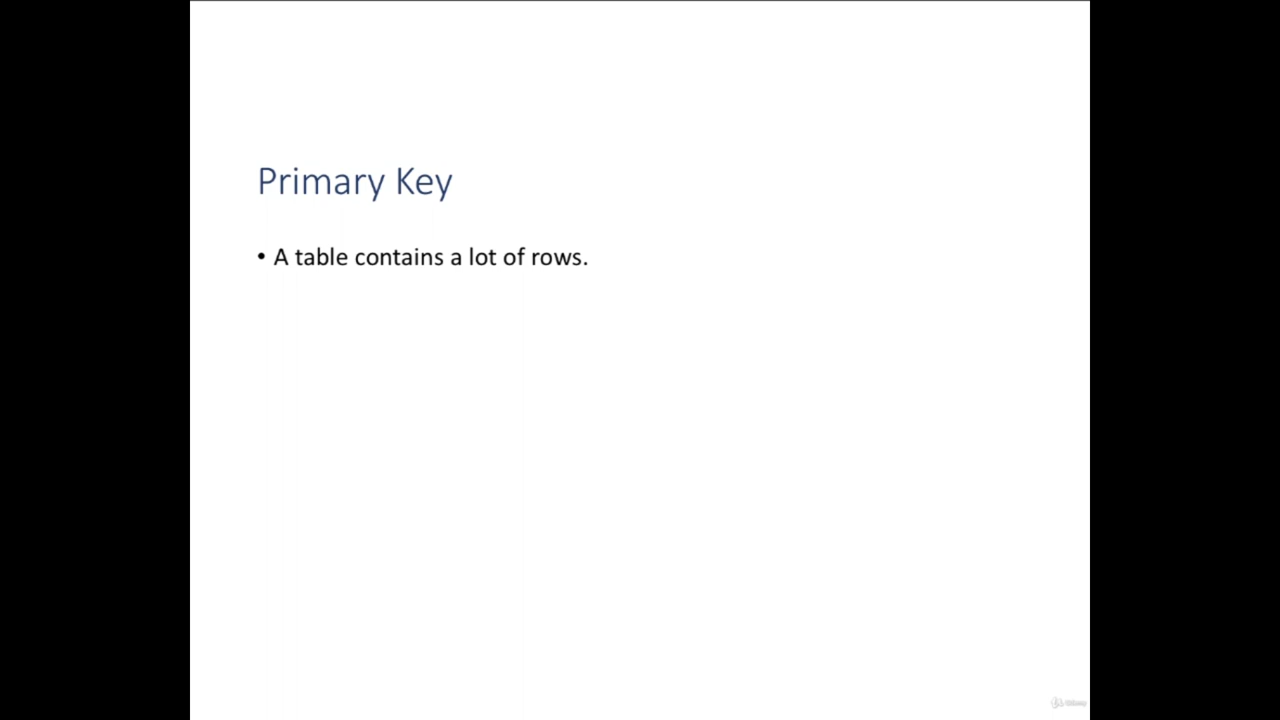 Primary Key
• A table contains a lot of rows.